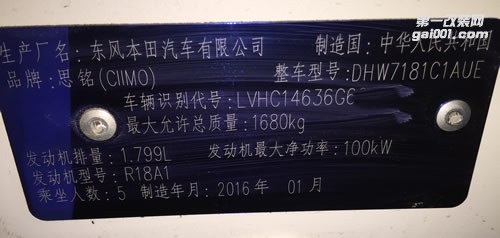 第一改装网
gai001.com
生产厂名：东风本田汽车有限公司 制造国：中华人民共和国
品牌：思铭(CIIMO) 整车型号：DHW7181C1AUE
车辆识别代号：LVHC14636G6
最大允许总质量：1680kg
发动机排量：1.799L 发动机最大净功率：100kW
发动机型号：R18A1
乘坐人数：5 制造年月：2016年 01月